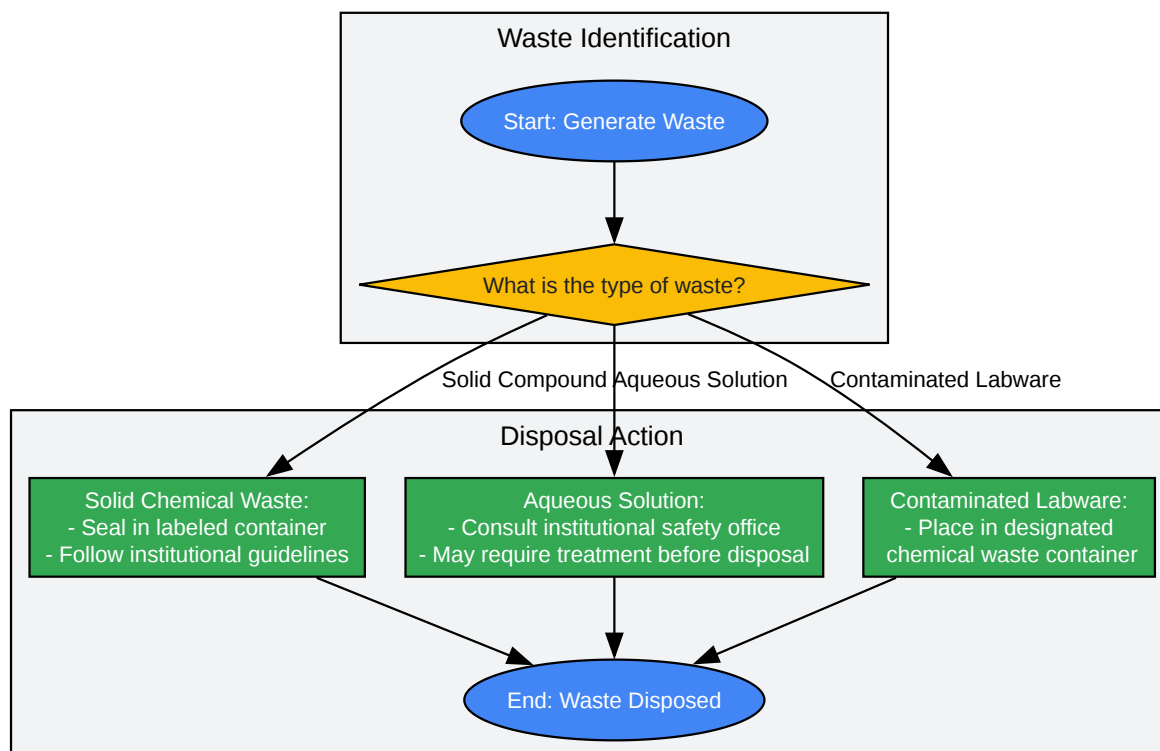 Waste Identification
Start: Generate Waste
What is the type of waste?
Solid Compound
Aqueous Solution
Contaminated Labware
Disposal Action
Solid Chemical Waste:
- Seal in labeled container
- Follow institutional guidelines
Aqueous Solution:
- Consult institutional safety office
- May require treatment before disposal
Contaminated Labware:
- Place in designated
chemical waste container
End: Waste Disposed